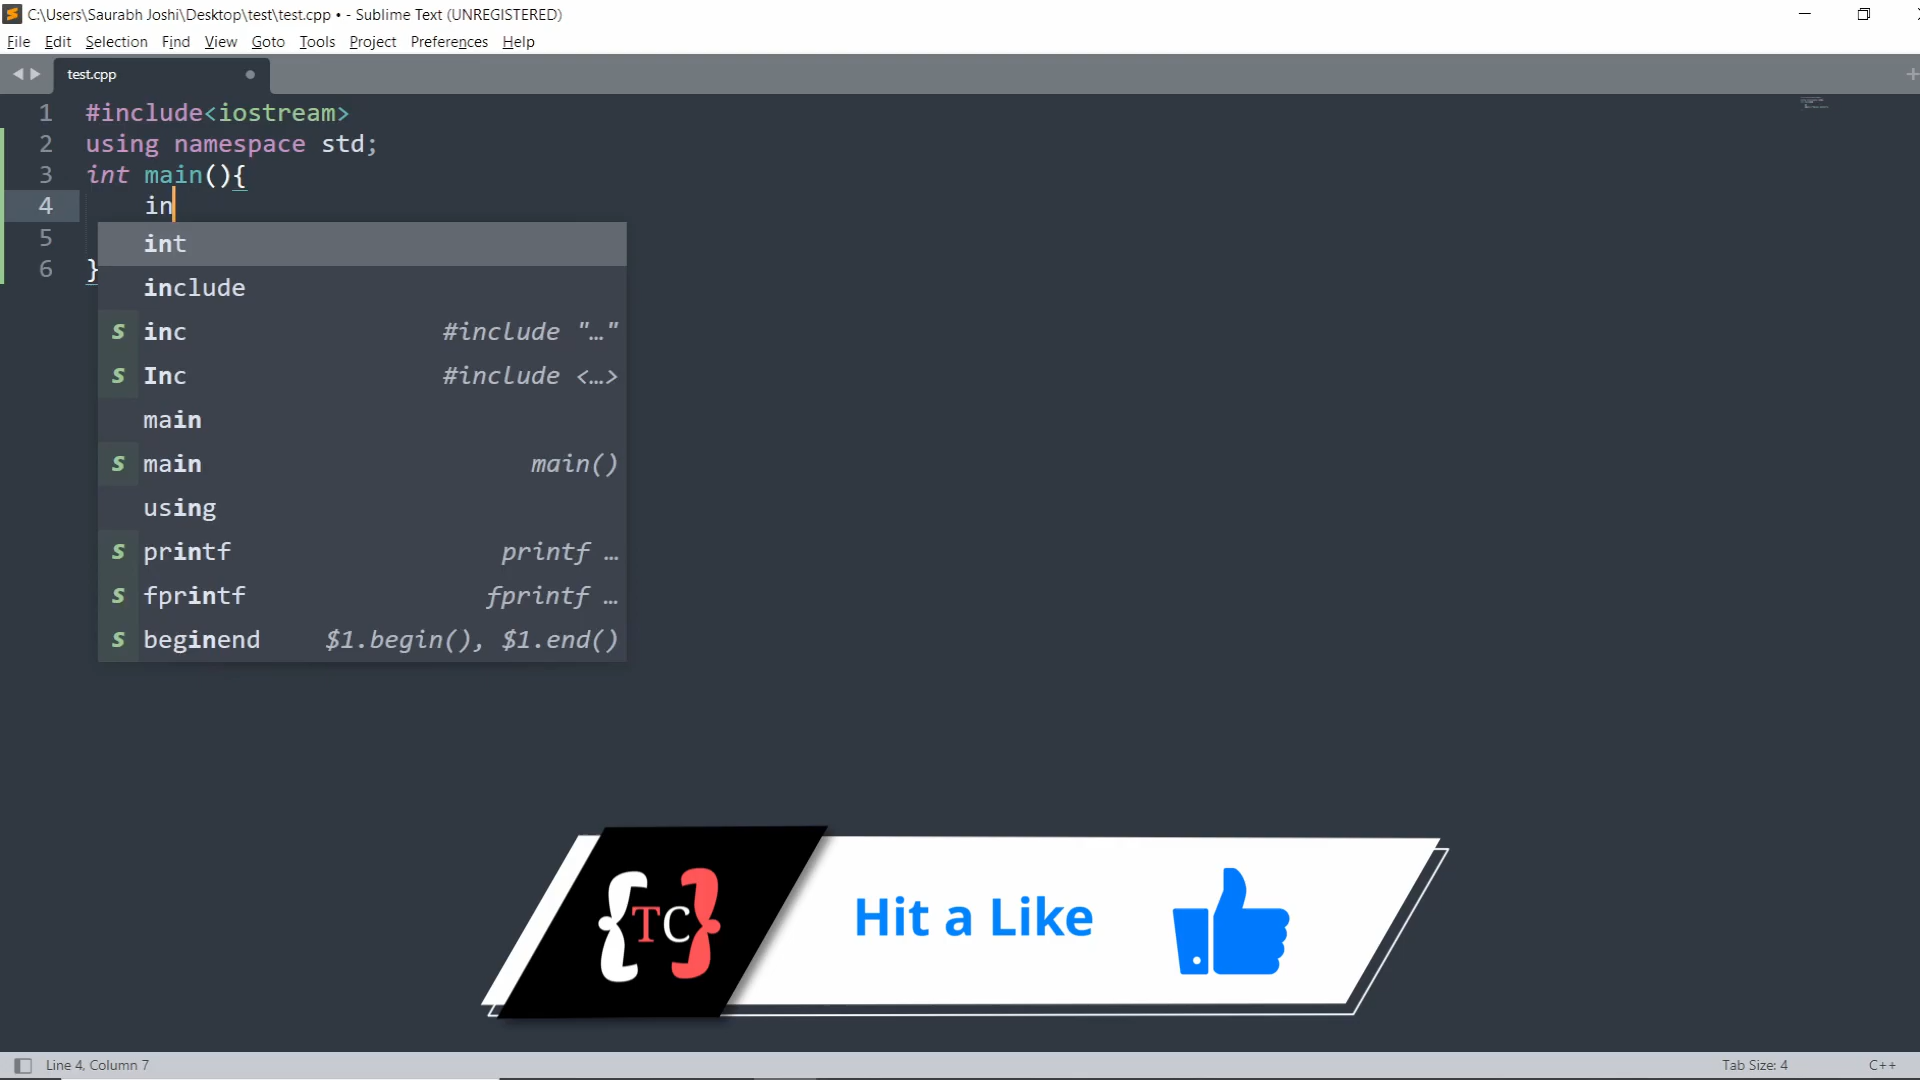 C:\Users\Saurabh Joshi\Desktop\test\test.cpp • - Sublime Text (UNREGISTERED)
File Edit Selection Find View Goto Tools Project Preferences Help
test.cpp
1 #include<iostream>
2 using namespace std;
3 int main(){
4 in
5
6 }
int
include
S inc #include "…"
S Inc #include <…>
main
S main main()
using
S printf printf …
S fprintf fprintf …
S beginend $1.begin(), $1.end()
{TC} Hit a Like
Line 4, Column 7 Tab Size: 4 C++